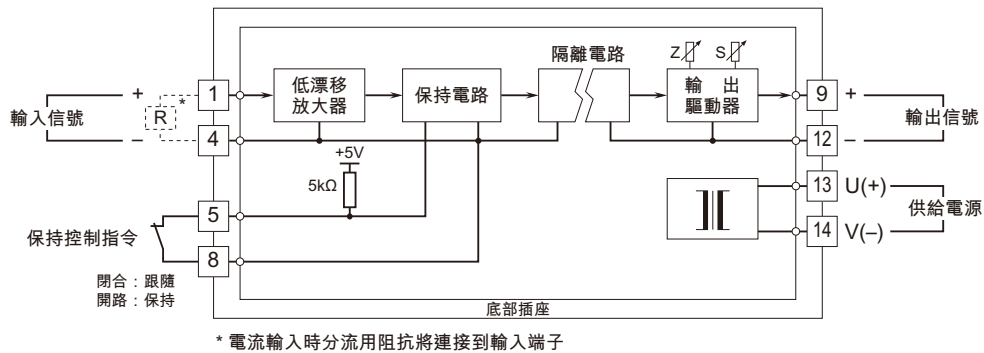 隔離電路
Z
S
低漂移
放大器
保持電路
輸 出
驅動器
輸入信號
+
R
*
1
–
4
9
+
輸出信號
12
–
+5V
5kΩ
13
U(+)
供給電源
14
V(–)
5
保持控制指令
8
閉合：跟隨
開路：保持
底部插座
* 電流輸入時分流用阻抗將連接到輸入端子